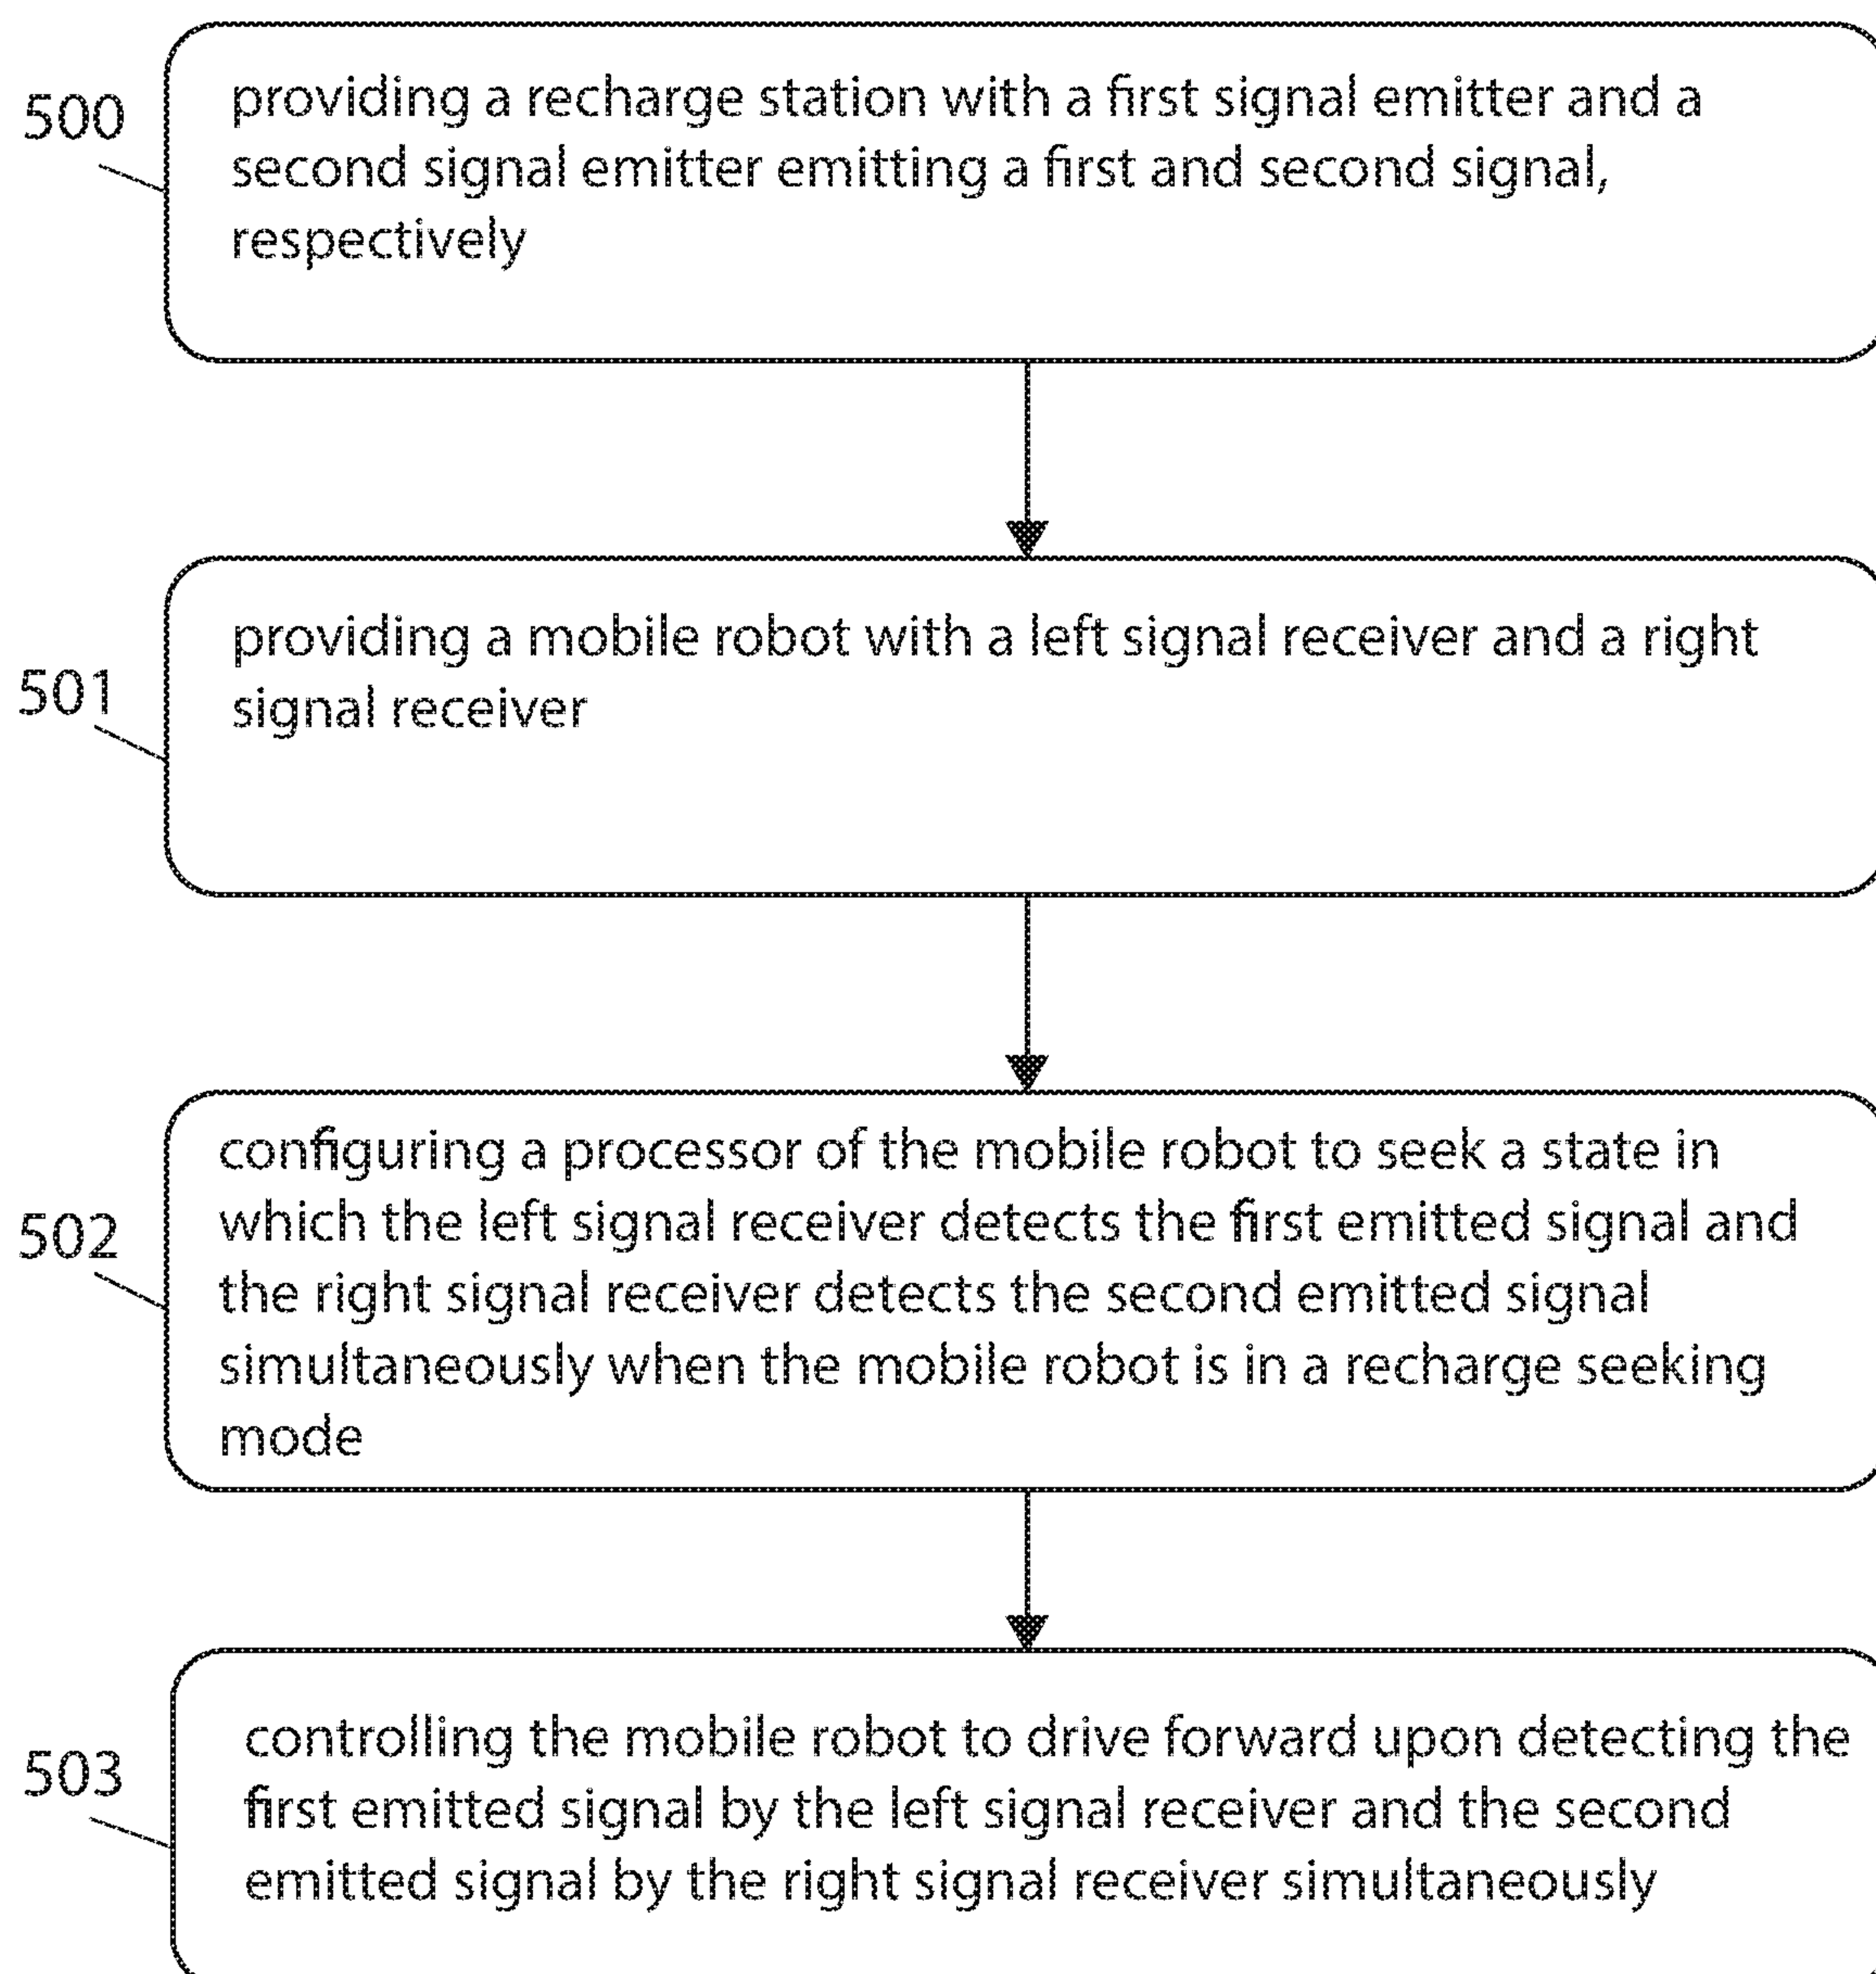 500
providing a recharge station with a first signal emitter and a
second signal emitter emitting a first and second signal,
respectively
501
providing a mobile robot with a left signal receiver and a right
signal receiver
502
configuring a processor of the mobile robot to seek a state in
which the left signal receiver detects the first emitted signal and
the right signal receiver detects the second emitted signal
simultaneously when the mobile robot is in a recharge seeking
mode
503
controlling the mobile robot to drive forward upon detecting the
first emitted signal by the left signal receiver and the second
emitted signal by the right signal receiver simultaneously